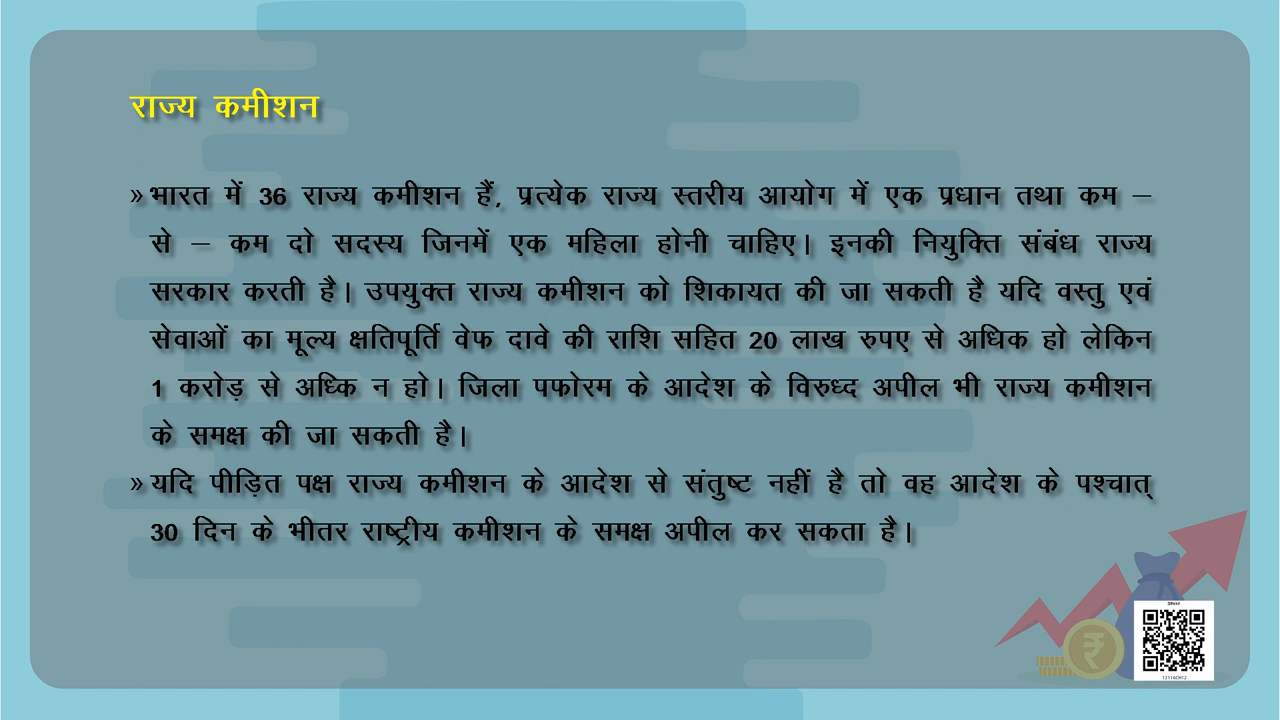 राज्य कमीशन
» भारत में 36 राज्य कमीशन हैं, प्रत्येक राज्य स्तरीय आयोग में एक प्रधान तथा कम –
से – कम दो सदस्य जिनमें एक महिला होनी चाहिए। इनकी नियुक्ति संबंध राज्य
सरकार करती है। उपयुक्त राज्य कमीशन को शिकायत की जा सकती है यदि वस्तु एवं
सेवाओं का मूल्य क्षतिपूर्ति वेफ दावे की राशि सहित 20 लाख रुपए से अधिक हो लेकिन
1 करोड़ से अध्कि न हो। जिला पफोरम के आदेश के विरुध्द अपील भी राज्य कमीशन
के समक्ष की जा सकती है।
» यदि पीड़ित पक्ष राज्य कमीशन के आदेश से संतुष्ट नहीं है तो वह आदेश के पश्चात्
30 दिन के भीतर राष्ट्रीय कमीशन के समक्ष अपील कर सकता है।
12116CH12